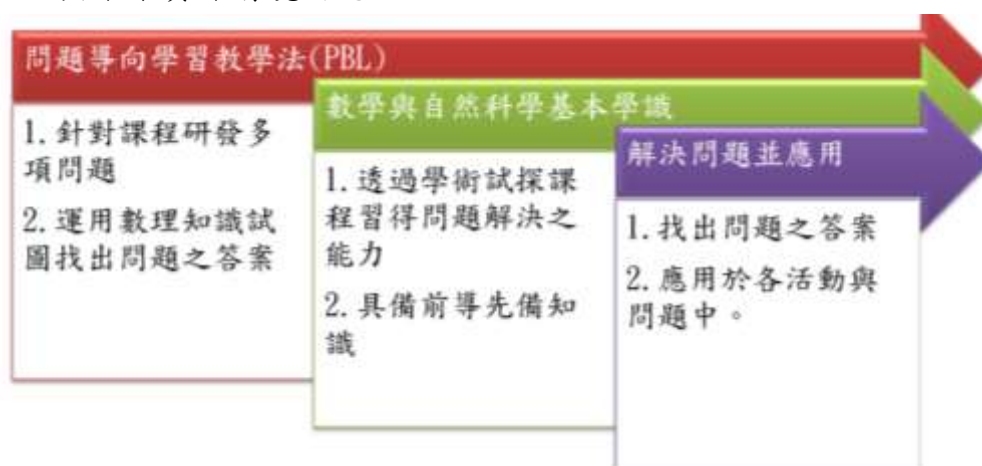 問題導向學習教學法(PBL)
1. 針對課程研發多
項問題
2. 運用數理知識試
圖找出問題之答案
數學與自然科學基本學識
1. 透過學術試探課
程習得問題解決之
能力
2. 具備前導先備知
識
解決問題並應用
1. 找出問題之答案
2. 應用於各活動與
問題中。